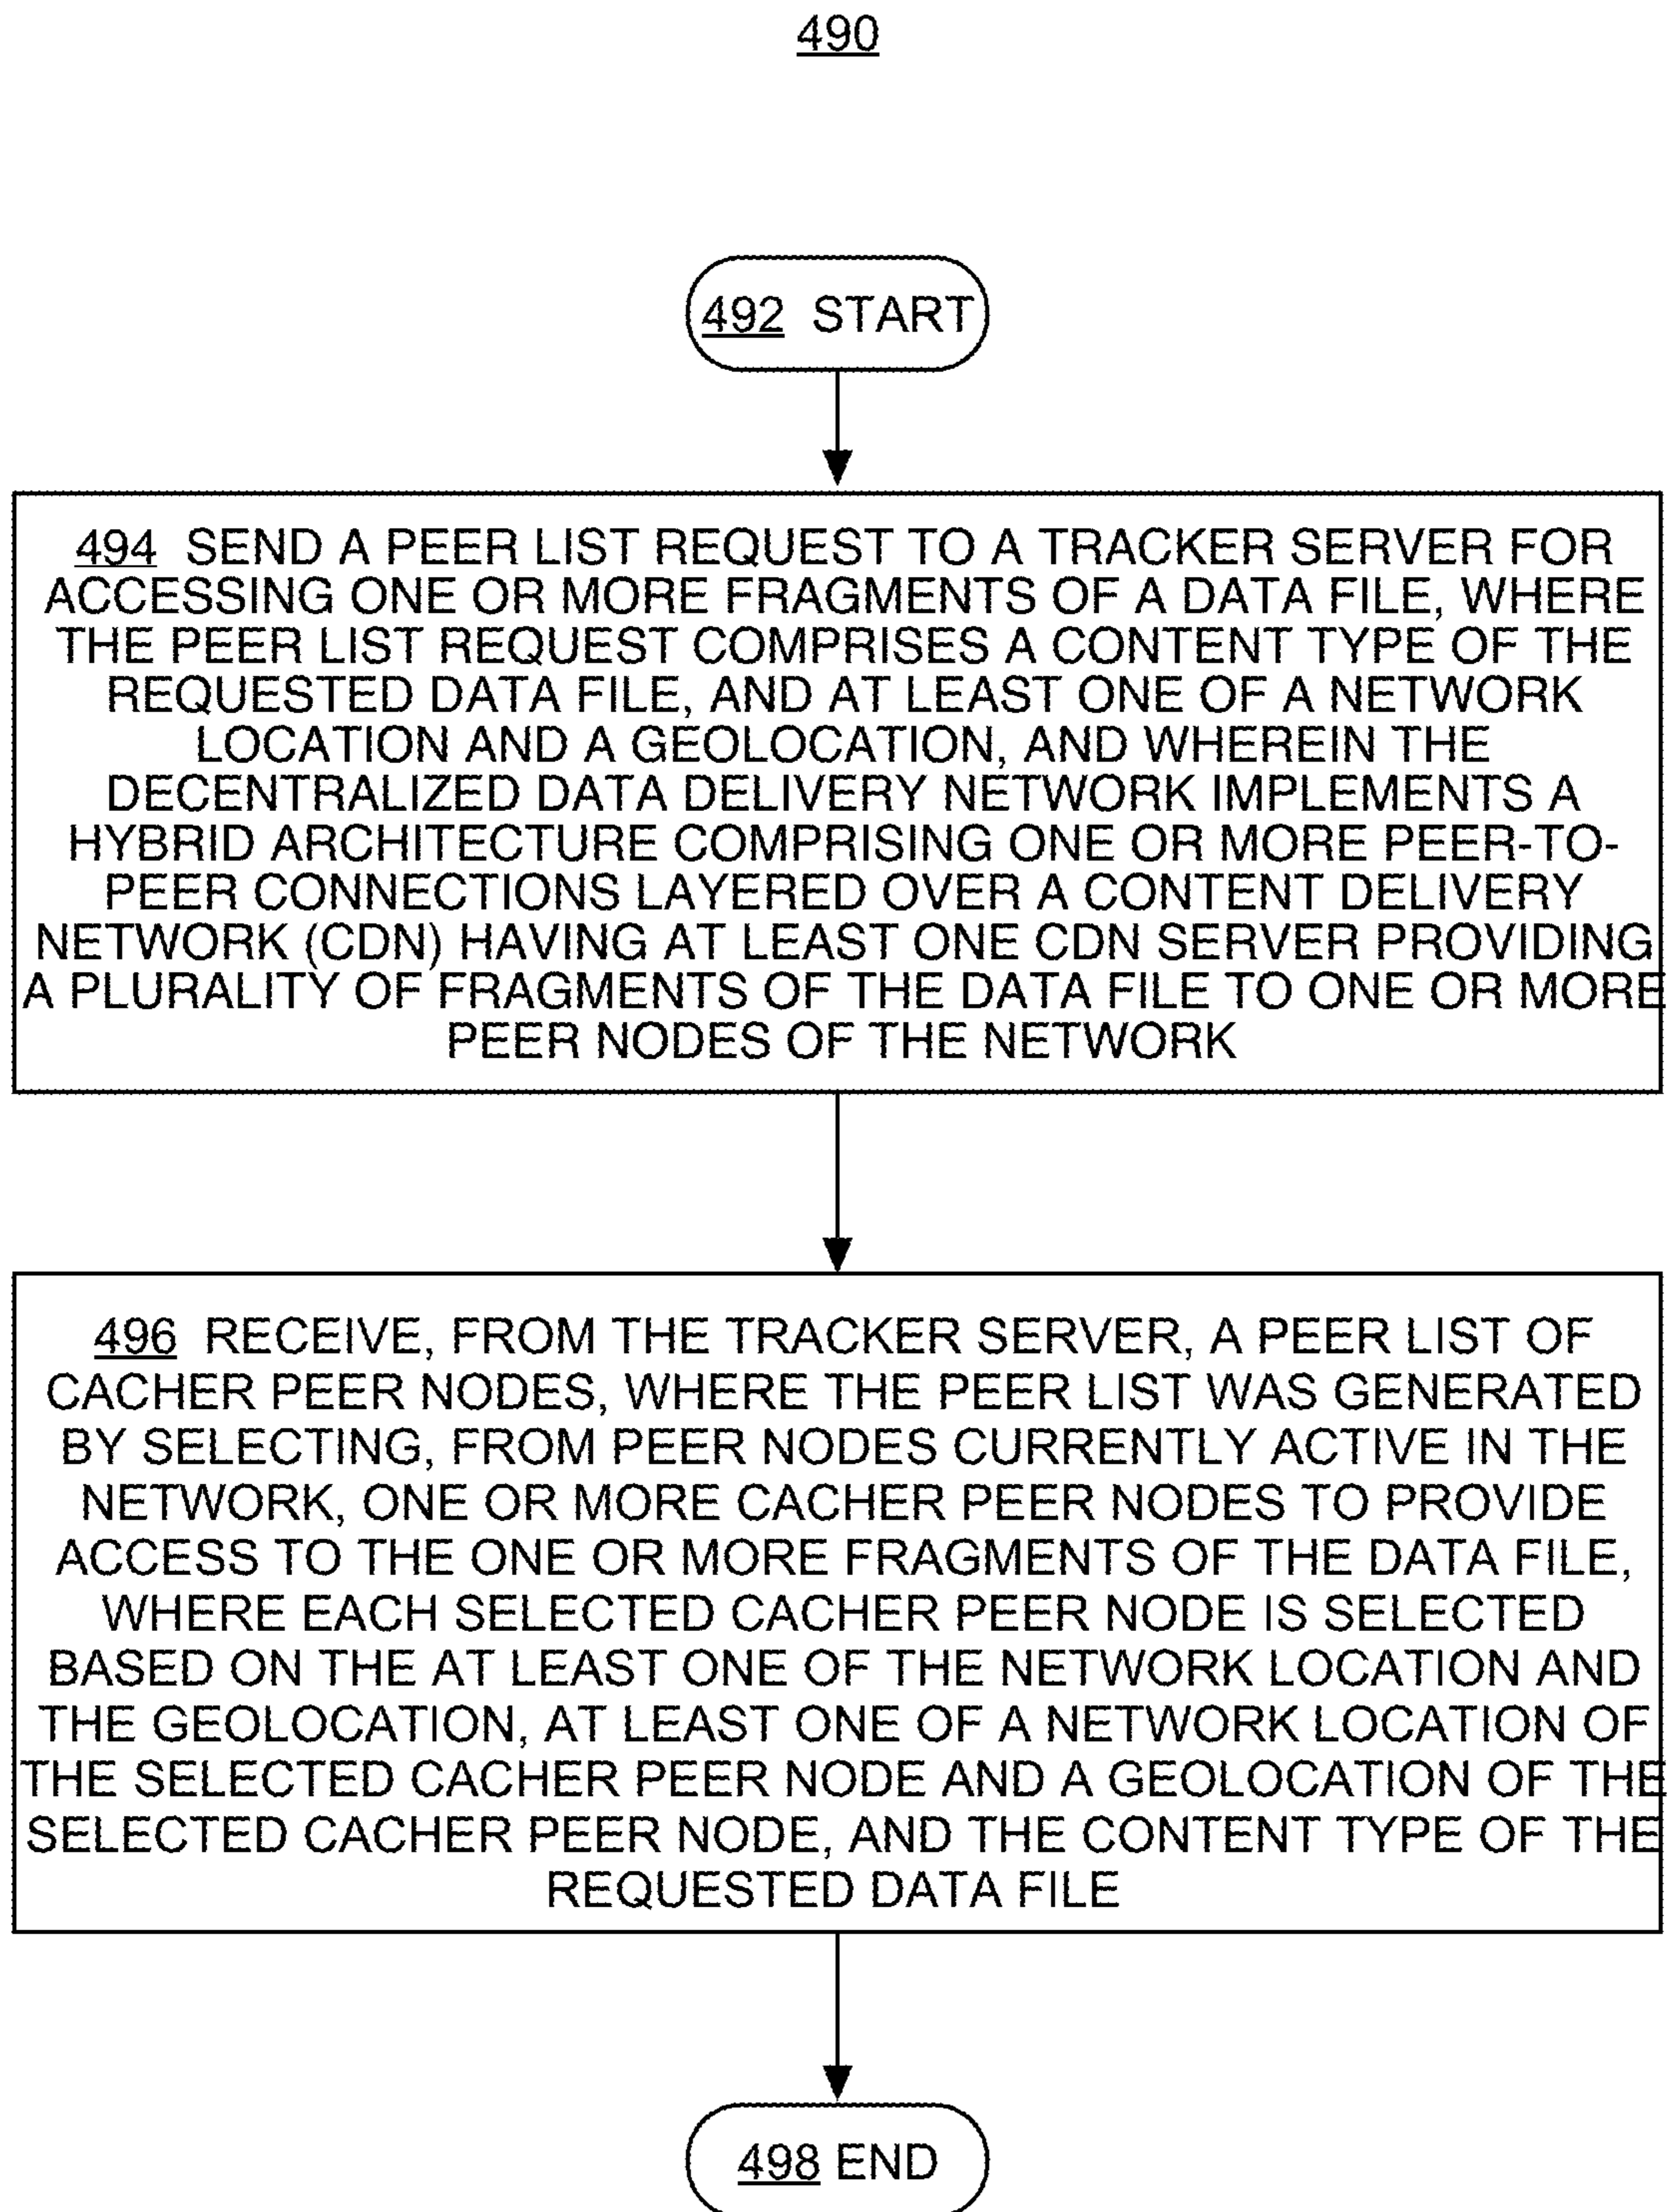 490
492 START
494 SEND A PEER LIST REQUEST TO A TRACKER SERVER FOR
ACCESSING ONE OR MORE FRAGMENTS OF A DATA FILE, WHERE
THE PEER LIST REQUEST COMPRISES A CONTENT TYPE OF THE
REQUESTED DATA FILE, AND AT LEAST ONE OF A NETWORK
LOCATION AND A GEOLOCATION, AND WHEREIN THE
DECENTRALIZED DATA DELIVERY NETWORK IMPLEMENTS A
HYBRID ARCHITECTURE COMPRISING ONE OR MORE PEER-TO-
PEER CONNECTIONS LAYERED OVER A CONTENT DELIVERY
NETWORK (CDN) HAVING AT LEAST ONE CDN SERVER PROVIDING
A PLURALITY OF FRAGMENTS OF THE DATA FILE TO ONE OR MORE
PEER NODES OF THE NETWORK
496 RECEIVE, FROM THE TRACKER SERVER, A PEER LIST OF
CACHER PEER NODES, WHERE THE PEER LIST WAS GENERATED
BY SELECTING, FROM PEER NODES CURRENTLY ACTIVE IN THE
NETWORK, ONE OR MORE CACHER PEER NODES TO PROVIDE
ACCESS TO THE ONE OR MORE FRAGMENTS OF THE DATA FILE,
WHERE EACH SELECTED CACHER PEER NODE IS SELECTED
BASED ON THE AT LEAST ONE OF THE NETWORK LOCATION AND
THE GEOLOCATION, AT LEAST ONE OF A NETWORK LOCATION OF
THE SELECTED CACHER PEER NODE AND A GEOLOCATION OF THE
SELECTED CACHER PEER NODE, AND THE CONTENT TYPE OF THE
REQUESTED DATA FILE
498 END